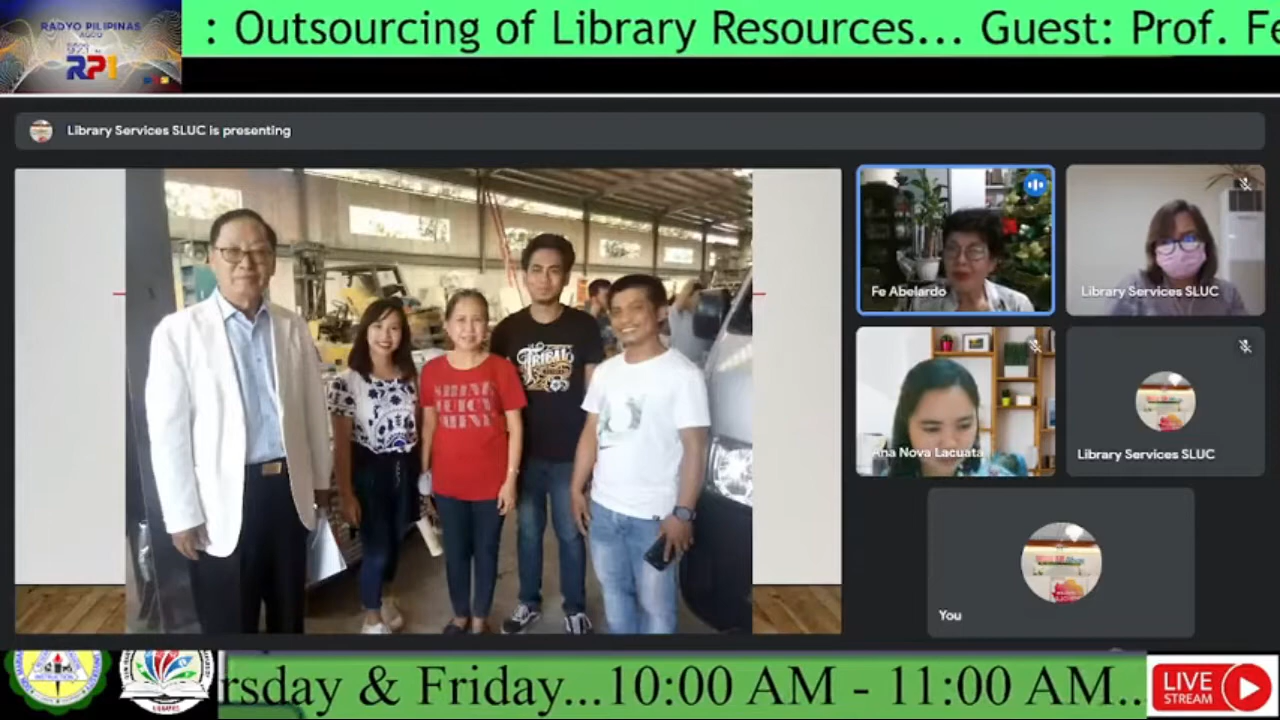 RADYO PILIPINAS
AGOO
RP1
: Outsourcing of Library Resources... Guest: Prof. Fe
Library Services SLUC is presenting
Fe Abelardo
Library Services SLUC
Ana Nova Lacuata
Library Services SLUC
You
TRIBAL
rsday & Friday...10:00 AM - 11:00 AM..
LIVE
STREAM